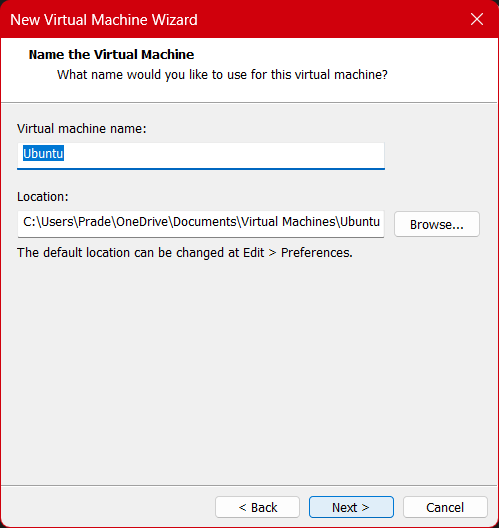 New Virtual Machine Wizard
Name the Virtual Machine
What name would you like to use for this virtual machine?
Virtual machine name:
Ubuntu
Location:
C:\Users\Prade\OneDrive\Documents\Virtual Machines\Ubuntu
Browse...
The default location can be changed at Edit > Preferences.
< Back
Next >
Cancel